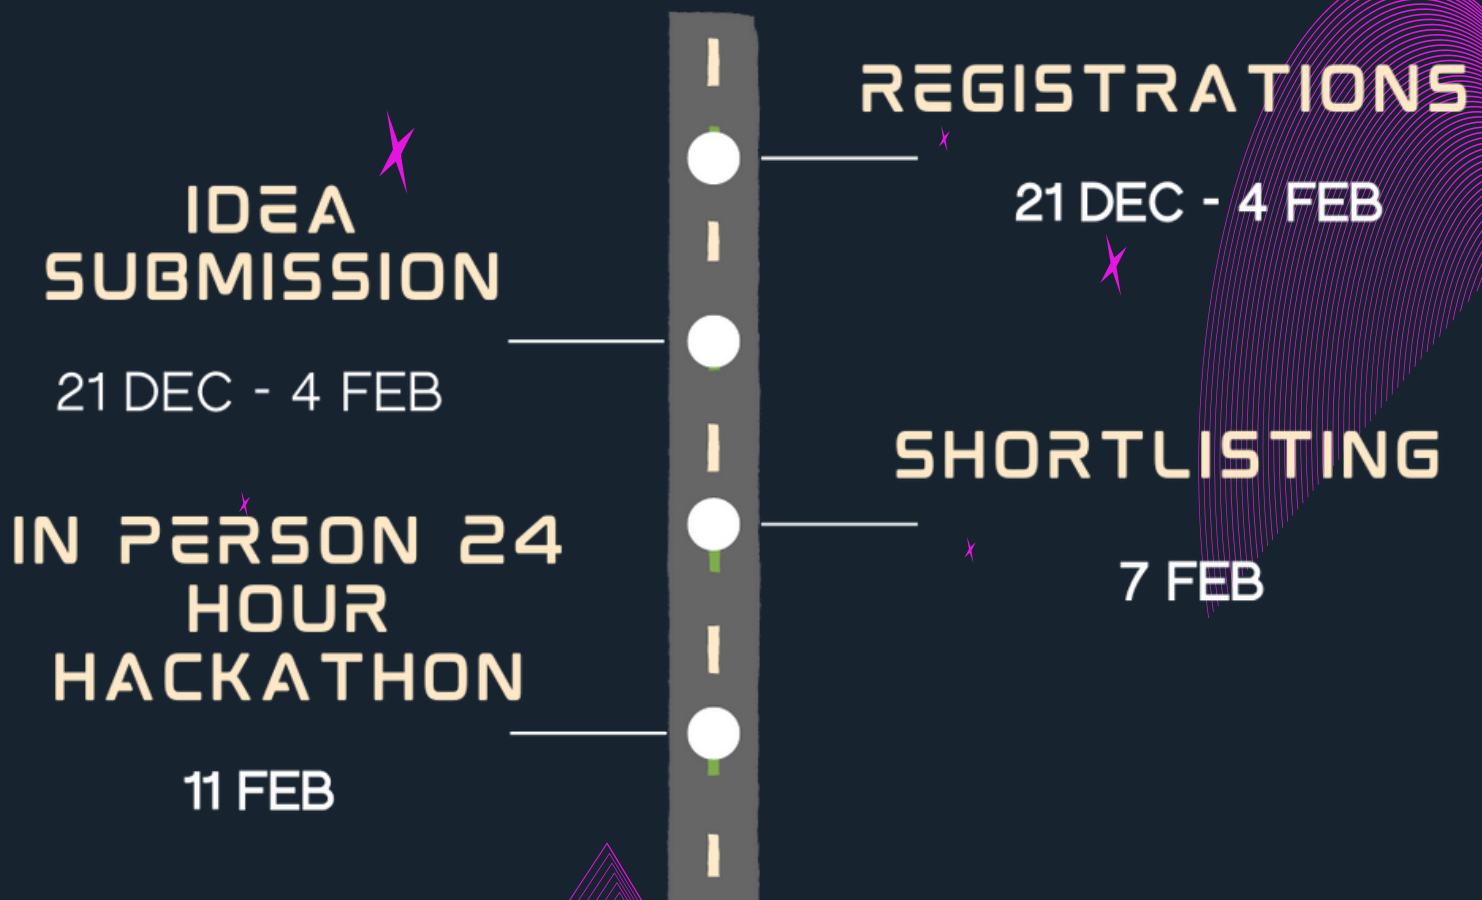 REGISTRATIONS
21 DEC - 4 FEB
IDEA
SUBMISSION
21 DEC - 4 FEB
SHORTLISTING
7 FEB
IN PERSON 24
HOUR
HACKATHON
11 FEB